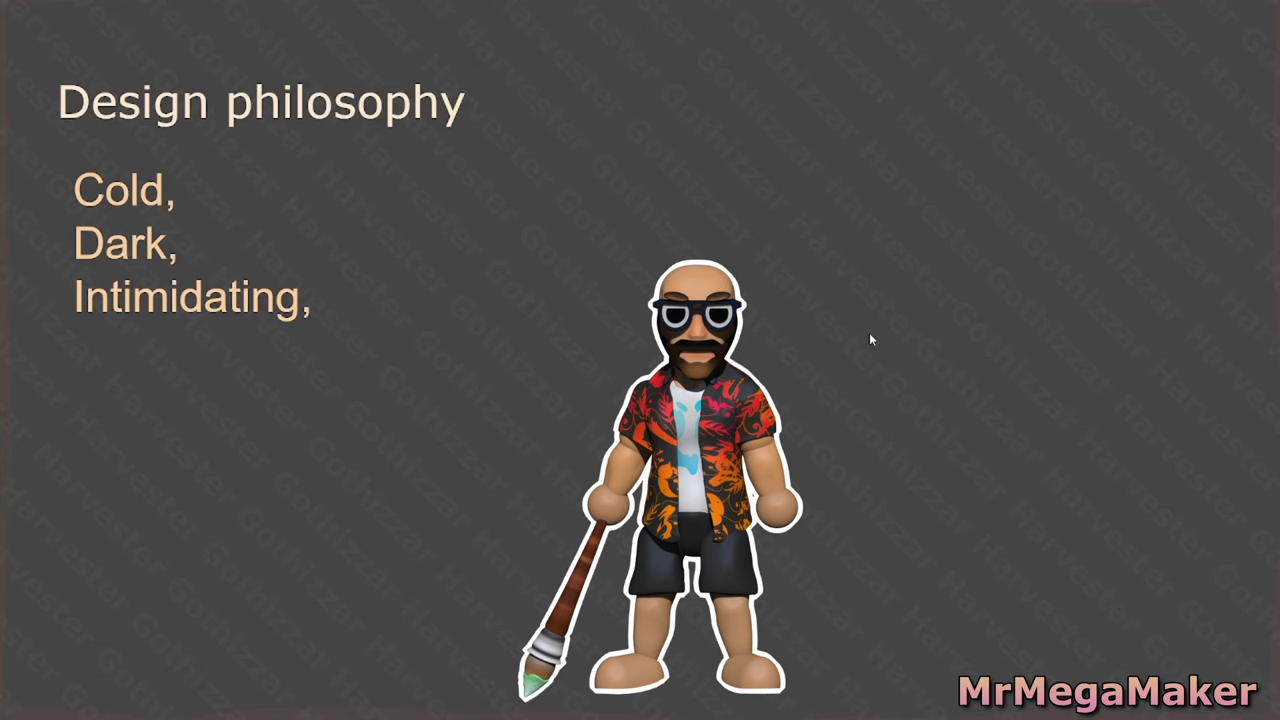 Design philosophy
Cold,
Dark,
Intimidating,
MrMegaMaker